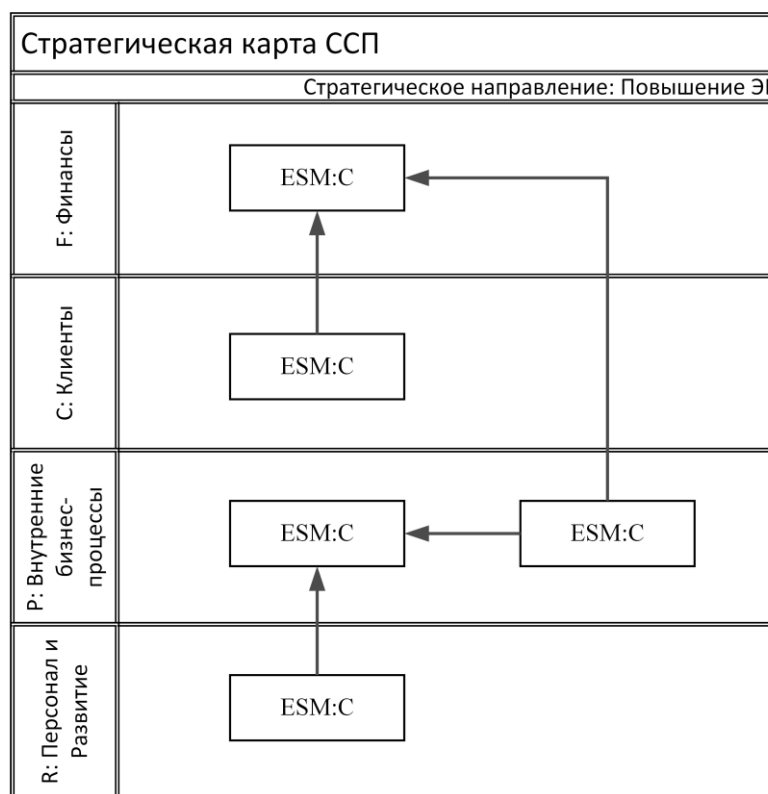 Стратегическая карта ССП
Стратегическое направление: Повышение
F: Финансы
ESM:C
C: Клиенты
ESM:C
P: Внутренние
бизнес-
процессы
ESM:C
ESM:C
R: Персонал и
Развитие
ESM:C